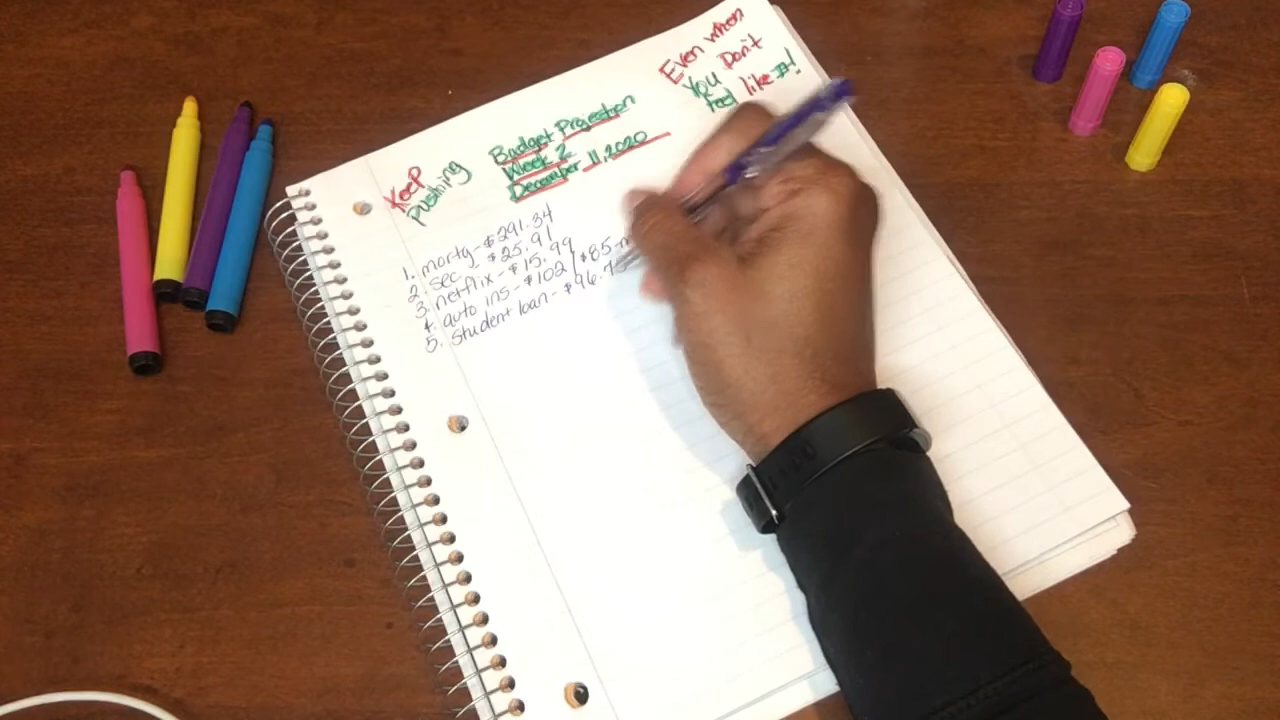 Keep
pushing
Budget Projection
Week 2
December 11, 2020
Even when
You Don't
feel like it!
1. mortg-$291.34
2. sec - $25.91
3. netflix-$15.99
4. auto ins-$102/$85-
5. student loan-$96.